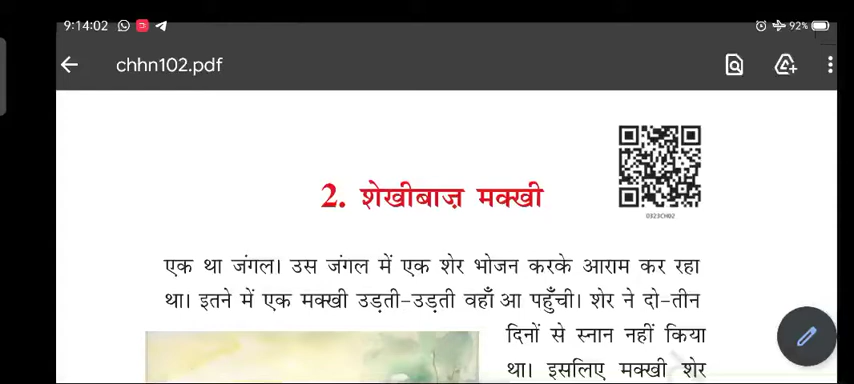 9:14:02
92%
chhn102.pdf
0323CH02
2. शेखीबाज़ मक्खी
एक था जंगल। उस जंगल में एक शेर भोजन करके आराम कर रहा
था। इतने में एक मक्खी उड़ती-उड़ती वहाँ आ पहुँची। शेर ने दो-तीन
दिनों से स्नान नहीं किया
था। इसलिए मक्खी शेर